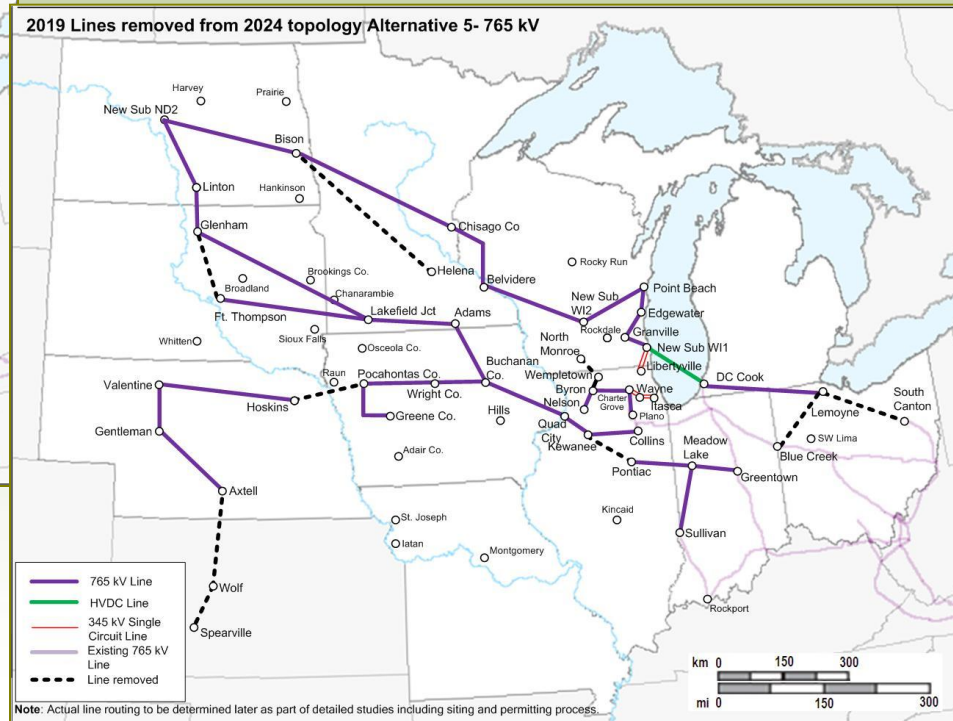 2019 Lines removed from 2024 topology Alternative 5- 765 kV
Harvey
Prairie
New Sub ND2
Bison
Linton
Hankinson
Glenham
Chisago Co
Helena
Rocky Run
Belvidere
Broadland
Brookings Co.
Chanarambie
Ft. Thompson
Lakefield Jct
Adams
New Sub
WI2
Point Beach
Edgewater
Rockdale
Granville
New Sub WI1
Whitten
Sioux Falls
Osceola Co.
North
Monroe
Libertyville
Valentine
Raun
Pocahontas Co.
Wright Co.
Buchanan
Co.
Wempletown
Byron
Nelson
Charter
Grove
Wayne
Itasca
Plano
DC Cook
South
Canton
Lemoyne
Hoskins
Greene Co.
Hills
Quad
City
Kewanee
Collins
SW Lima
Blue Creek
Gentleman
Adair Co.
Pontiac
Meadow
Lake
Greentown
Axtell
St. Joseph
Iatan
Montgomery
Kincaid
Sullivan
Wolf
Spearville
Rockport
765 kV Line
HVDC Line
345 kV Single
Circuit Line
Existing 765 kV
Line
Line removed
km 0 150 300
mi 0 150 300
Note: Actual line routing to be determined later as part of detailed studies including siting and permitting process.